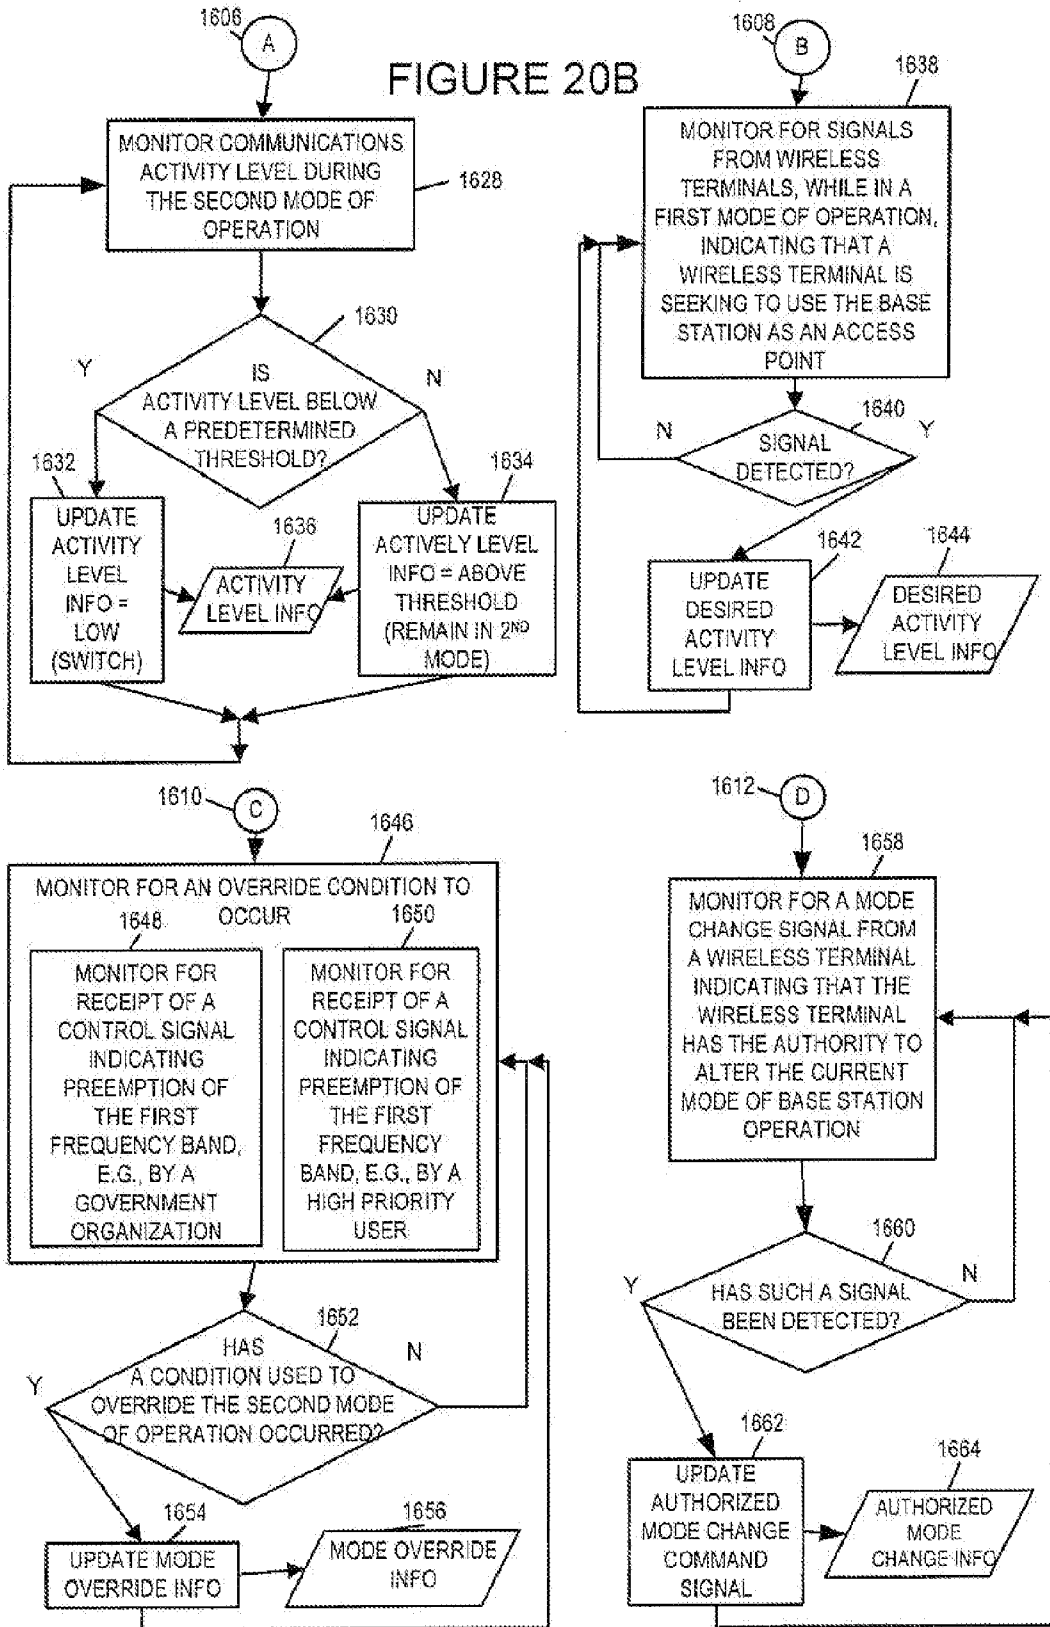 FIGURE 20B
1606
A
MONITOR COMMUNICATIONS
ACTIVITY LEVEL DURING
THE SECOND MODE OF
OPERATION
1628
1630
Y
N
IS
ACTIVITY LEVEL BELOW
A PREDETERMINED
THRESHOLD?
1632
UPDATE
ACTIVITY
LEVEL
INFO =
LOW
(SWITCH)
1636
ACTIVITY
LEVEL INFO
1634
UPDATE
ACTIVELY LEVEL
INFO = ABOVE
THRESHOLD
(REMAIN IN 2ND
MODE)
1608
B
1638
MONITOR FOR SIGNALS
FROM WIRELESS
TERMINALS, WHILE IN A
FIRST MODE OF OPERATION,
INDICATING THAT A
WIRELESS TERMINAL IS
SEEKING TO USE THE BASE
STATION AS AN ACCESS
POINT
1640
N
Y
SIGNAL
DETECTED?
1642
UPDATE
DESIRED
ACTIVITY
LEVEL INFO
1644
DESIRED
ACTIVITY
LEVEL INFO
1610
C
1646
MONITOR FOR AN OVERRIDE CONDITION TO
OCCUR
1648
MONITOR FOR
RECEIPT OF A
CONTROL SIGNAL
INDICATING
PREEMPTION OF
THE FIRST
FREQUENCY BAND,
E.G., BY A
GOVERNMENT
ORGANIZATION
1650
MONITOR FOR
RECEIPT OF A
CONTROL SIGNAL
INDICATING
PREEMPTION OF
THE FIRST
FREQUENCY
BAND, E.G., BY A
HIGH PRIORITY
USER
1652
Y
N
HAS
A CONDITION USED TO
OVERRIDE THE SECOND MODE
OF OPERATION OCCURRED?
1654
UPDATE MODE
OVERRIDE INFO
1656
MODE OVERRIDE
INFO
1612
D
1658
MONITOR FOR A MODE
CHANGE SIGNAL FROM
A WIRELESS TERMINAL
INDICATING THAT THE
WIRELESS TERMINAL
HAS THE AUTHORITY TO
ALTER THE CURRENT
MODE OF BASE STATION
OPERATION
1660
Y
N
HAS SUCH A SIGNAL
BEEN DETECTED?
1662
UPDATE
AUTHORIZED
MODE CHANGE
COMMAND
SIGNAL
1664
AUTHORIZED
MODE
CHANGE INFO